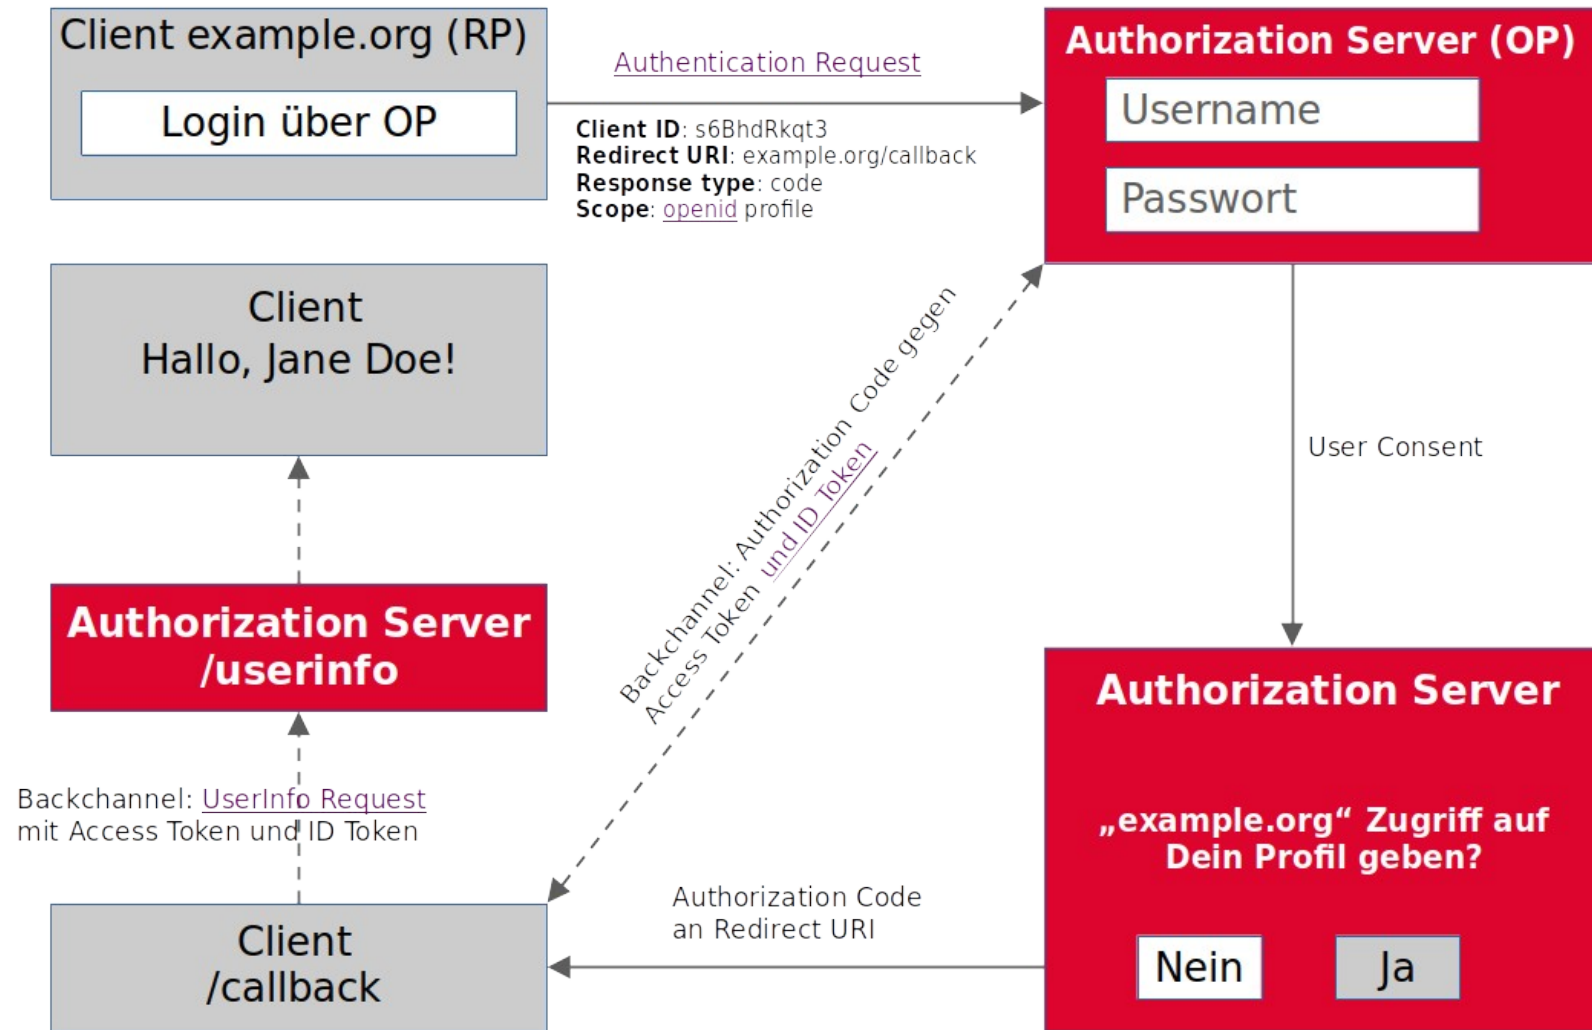 Client example.org (RP)
Login über OP
Authentication Request
Client ID: s6BhdRkqt3
Redirect URI: example.org/callback
Response type: code
Scope: openid profile
Authorization Server (OP)
Username
Passwort
Client
Hallo, Jane Doe!
Backchannel: Authorization Code gegen
Access Token und ID Token
User Consent
Authorization Server
/userinfo
Backchannel: UserInfo Request
mit Access Token und ID Token
Authorization Server
„example.org“ Zugriff auf
Dein Profil geben?
Nein
Ja
Authorization Code
an Redirect URI
Client
/callback